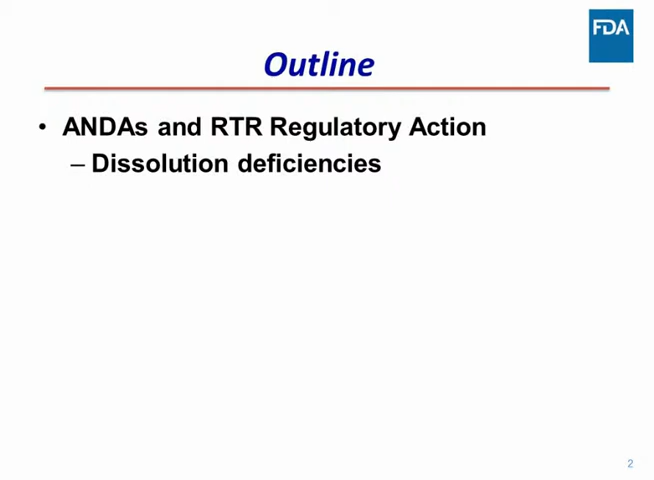 FDA
Outline
• ANDAs and RTR Regulatory Action
– Dissolution deficiencies
2